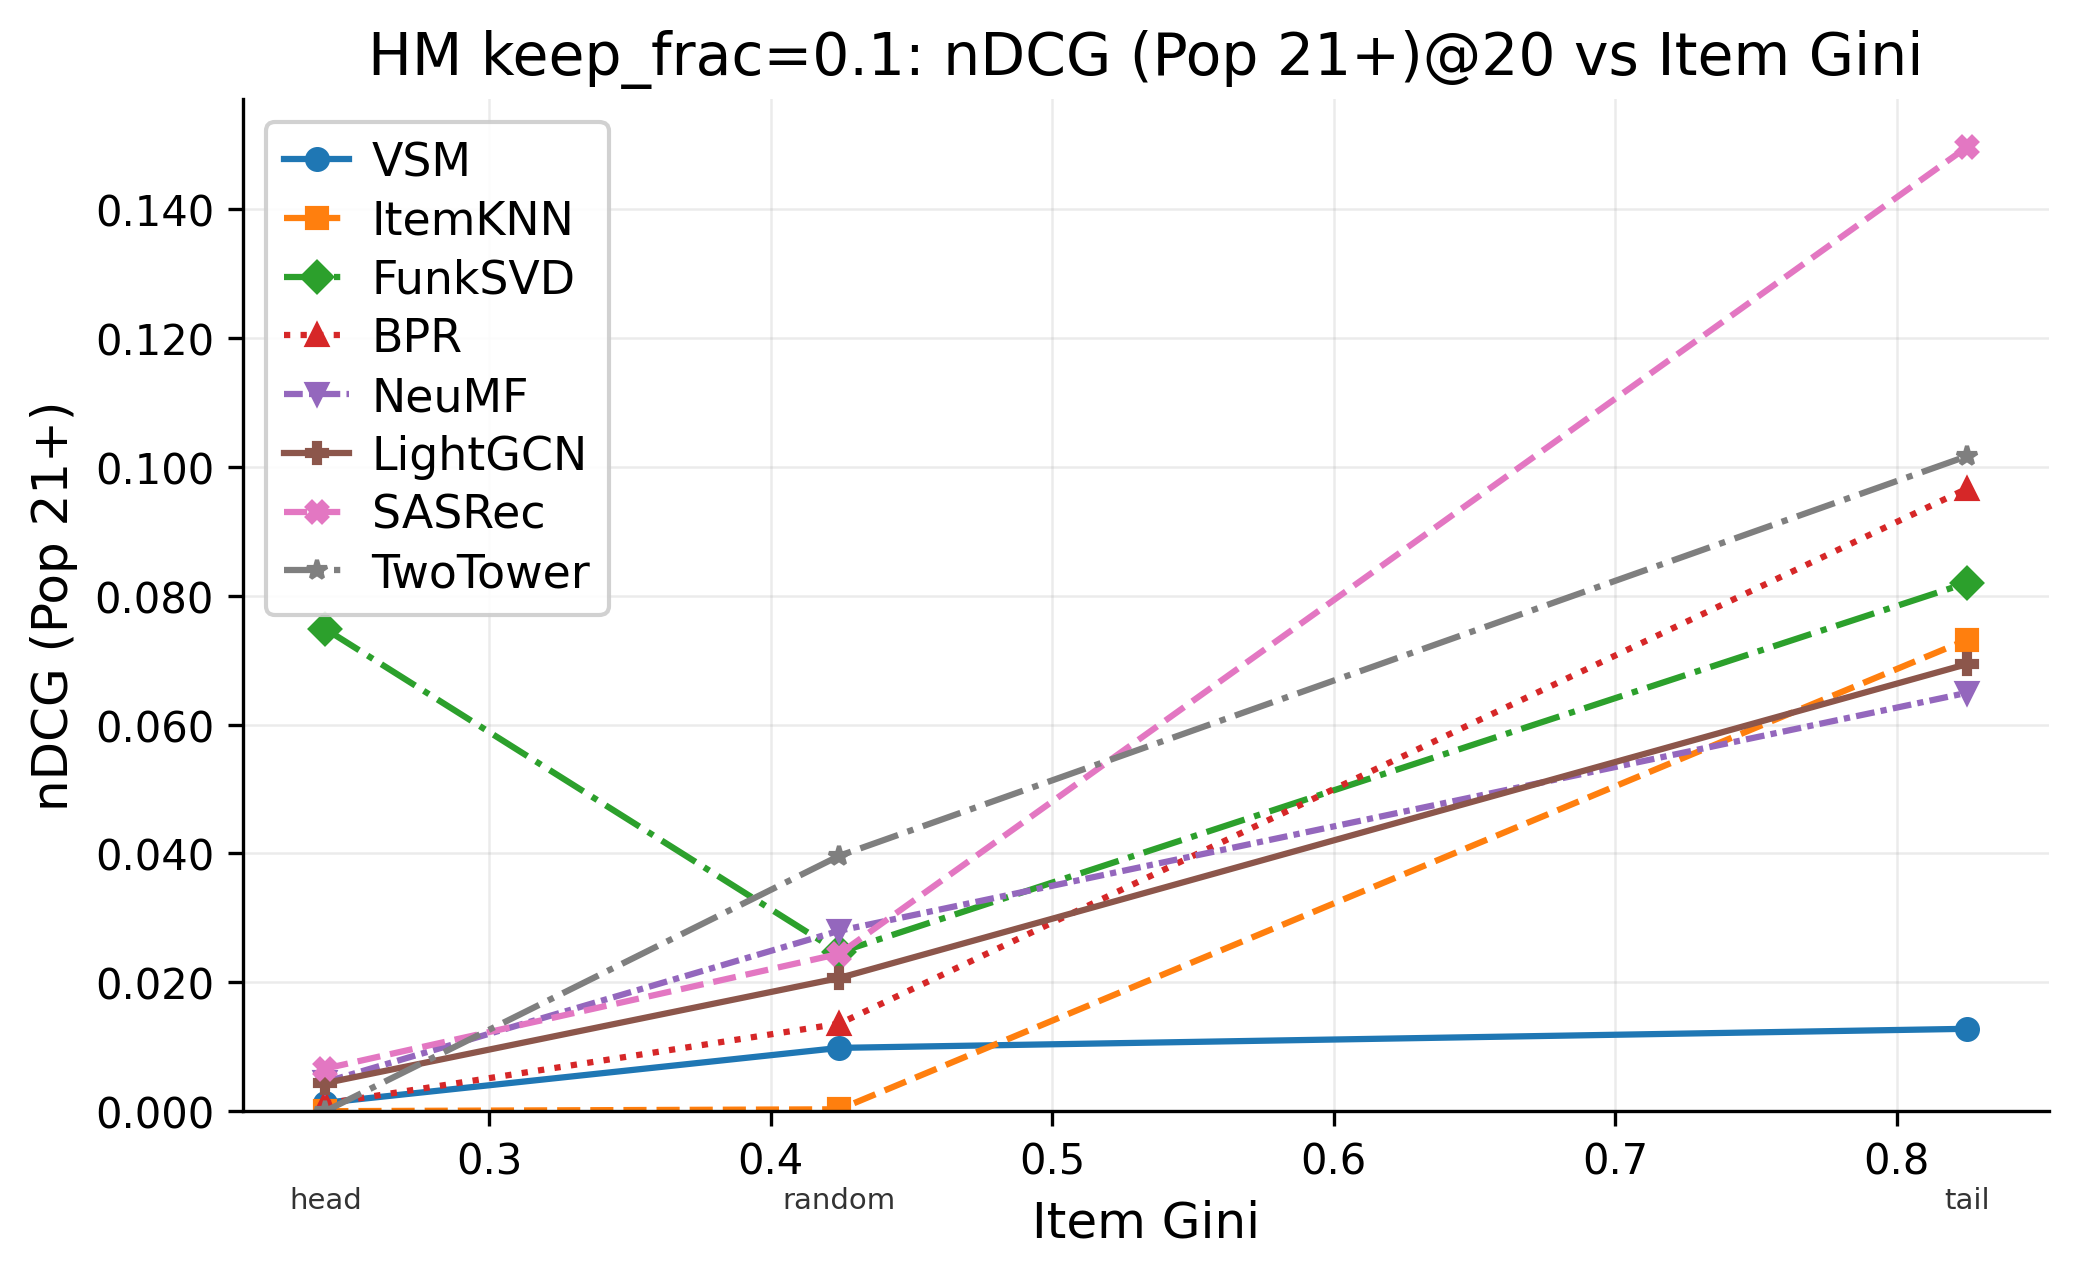 HM keep_frac=0.1: nDCG (Pop 21+)@20 vs Item Gini
VSM
ItemKNN
FunkSVD
BPR
NeuMF
LightGCN
SASRec
TwoTower
nDCG (Pop 21+)
0.140
0.120
0.100
0.080
0.060
0.040
0.020
0.000
0.3 0.4 0.5 0.6 0.7 0.8
head random tail
Item Gini